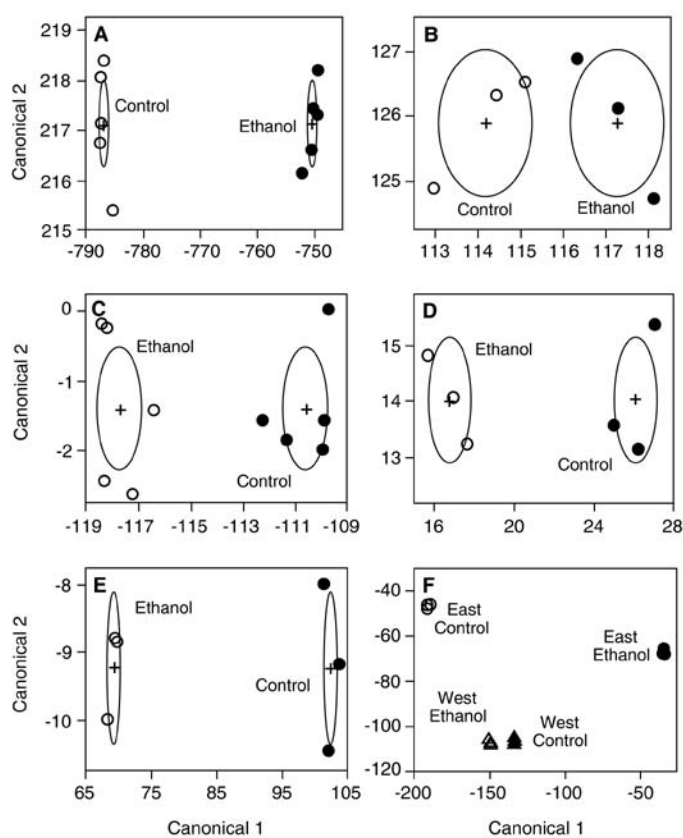 A
B
219
218
217
216
215
Canonical 2
Control
Ethanol
-790
-780
-770
-760
-750
127
126
125
Control
Ethanol
113
114
115
116
117
118
C
D
0
-1
-2
Canonical 2
Ethanol
Control
-119
-117
-115
-113
-111
-109
15
14
13
Ethanol
Control
16
20
24
28
E
F
-8
-9
-10
Canonical 2
Ethanol
Control
65
75
85
95
105
Canonical 1
-40
-60
-80
-100
-120
East
Control
East
Ethanol
West
Ethanol
West
Control
-200
-150
-100
-50
Canonical 1